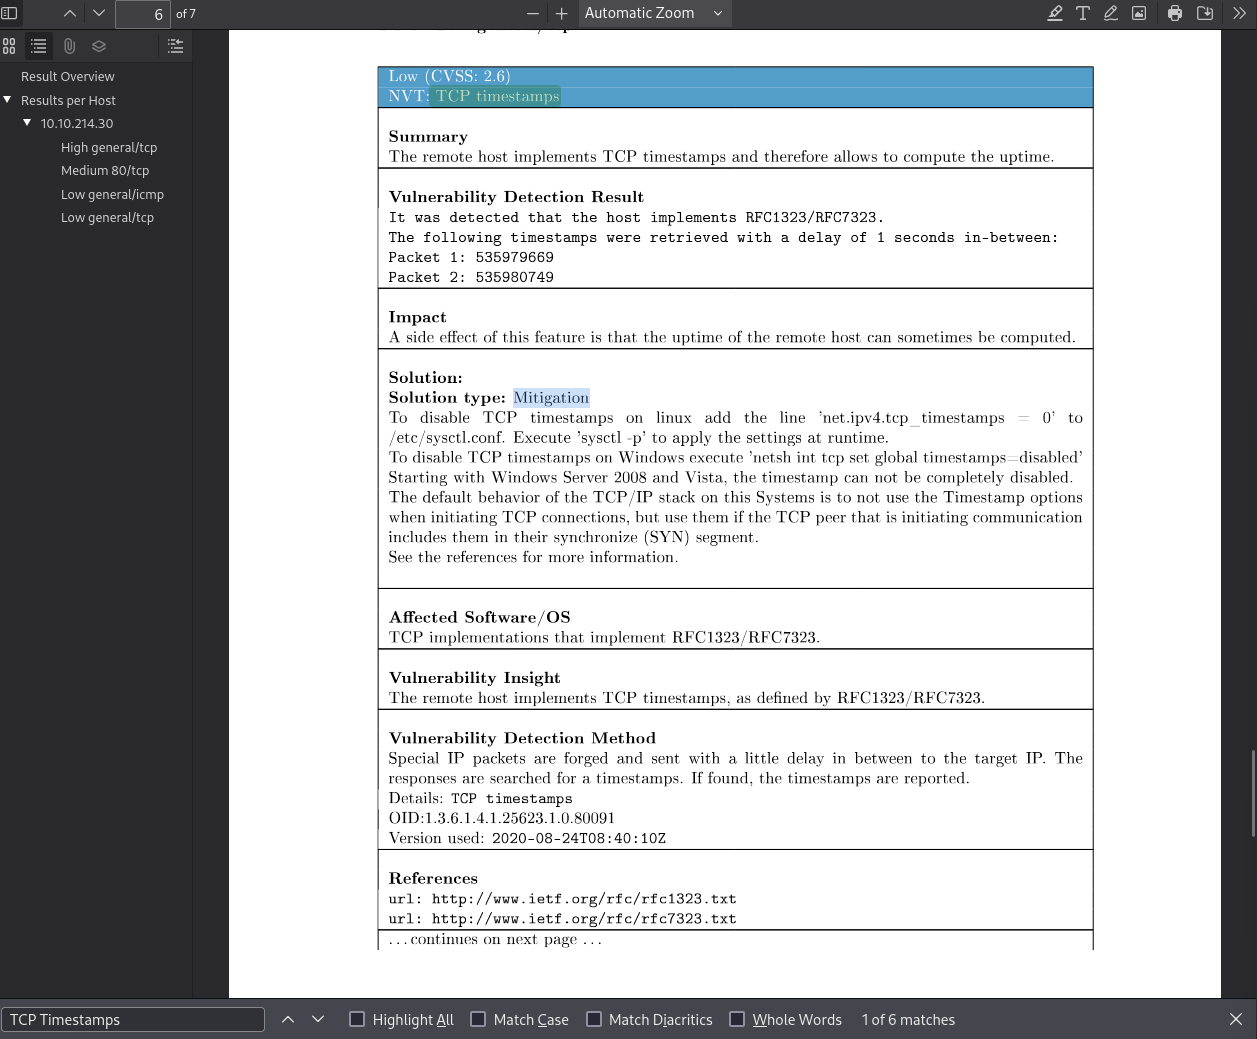 6 of 7
Automatic Zoom
Result Overview
Results per Host
10.10.214.30
High general/tcp
Medium 80/tcp
Low general/icmp
Low general/tcp
Low (CVSS: 2.6)
NVT: TCP timestamps
Summary
The remote host implements TCP timestamps and therefore allows to compute the uptime.
Vulnerability Detection Result
It was detected that the host implements RFC1323/RFC7323.
The following timestamps were retrieved with a delay of 1 seconds in-between:
Packet 1: 535979669
Packet 2: 535980749
Impact
A side effect of this feature is that the uptime of the remote host can sometimes be computed.
Solution:
Solution type: Mitigation
To disable TCP timestamps on linux add the line 'net.ipv4.tcp_timestamps = 0' to
/etc/sysctl.conf. Execute 'sysctl -p' to apply the settings at runtime.
To disable TCP timestamps on Windows execute 'netsh int tcp set global timestamps=disabled'
Starting with Windows Server 2008 and Vista, the timestamp can not be completely disabled.
The default behavior of the TCP/IP stack on this Systems is to not use the Timestamp options
when initiating TCP connections, but use them if the TCP peer that is initiating communication
includes them in their synchronize (SYN) segment.
See the references for more information.
Affected Software/OS
TCP implementations that implement RFC1323/RFC7323.
Vulnerability Insight
The remote host implements TCP timestamps, as defined by RFC1323/RFC7323.
Vulnerability Detection Method
Special IP packets are forged and sent with a little delay in between to the target IP. The
responses are searched for a timestamps. If found, the timestamps are reported.
Details: TCP timestamps
OID:1.3.6.1.4.1.25623.1.0.80091
Version used: 2020-08-24T08:40:10Z
References
url: http://www.ietf.org/rfc/rfc1323.txt
url: http://www.ietf.org/rfc/rfc7323.txt
...continues on next page ...
TCP Timestamps
Highlight All
Match Case
Match Diacritics
Whole Words
1 of 6 matches